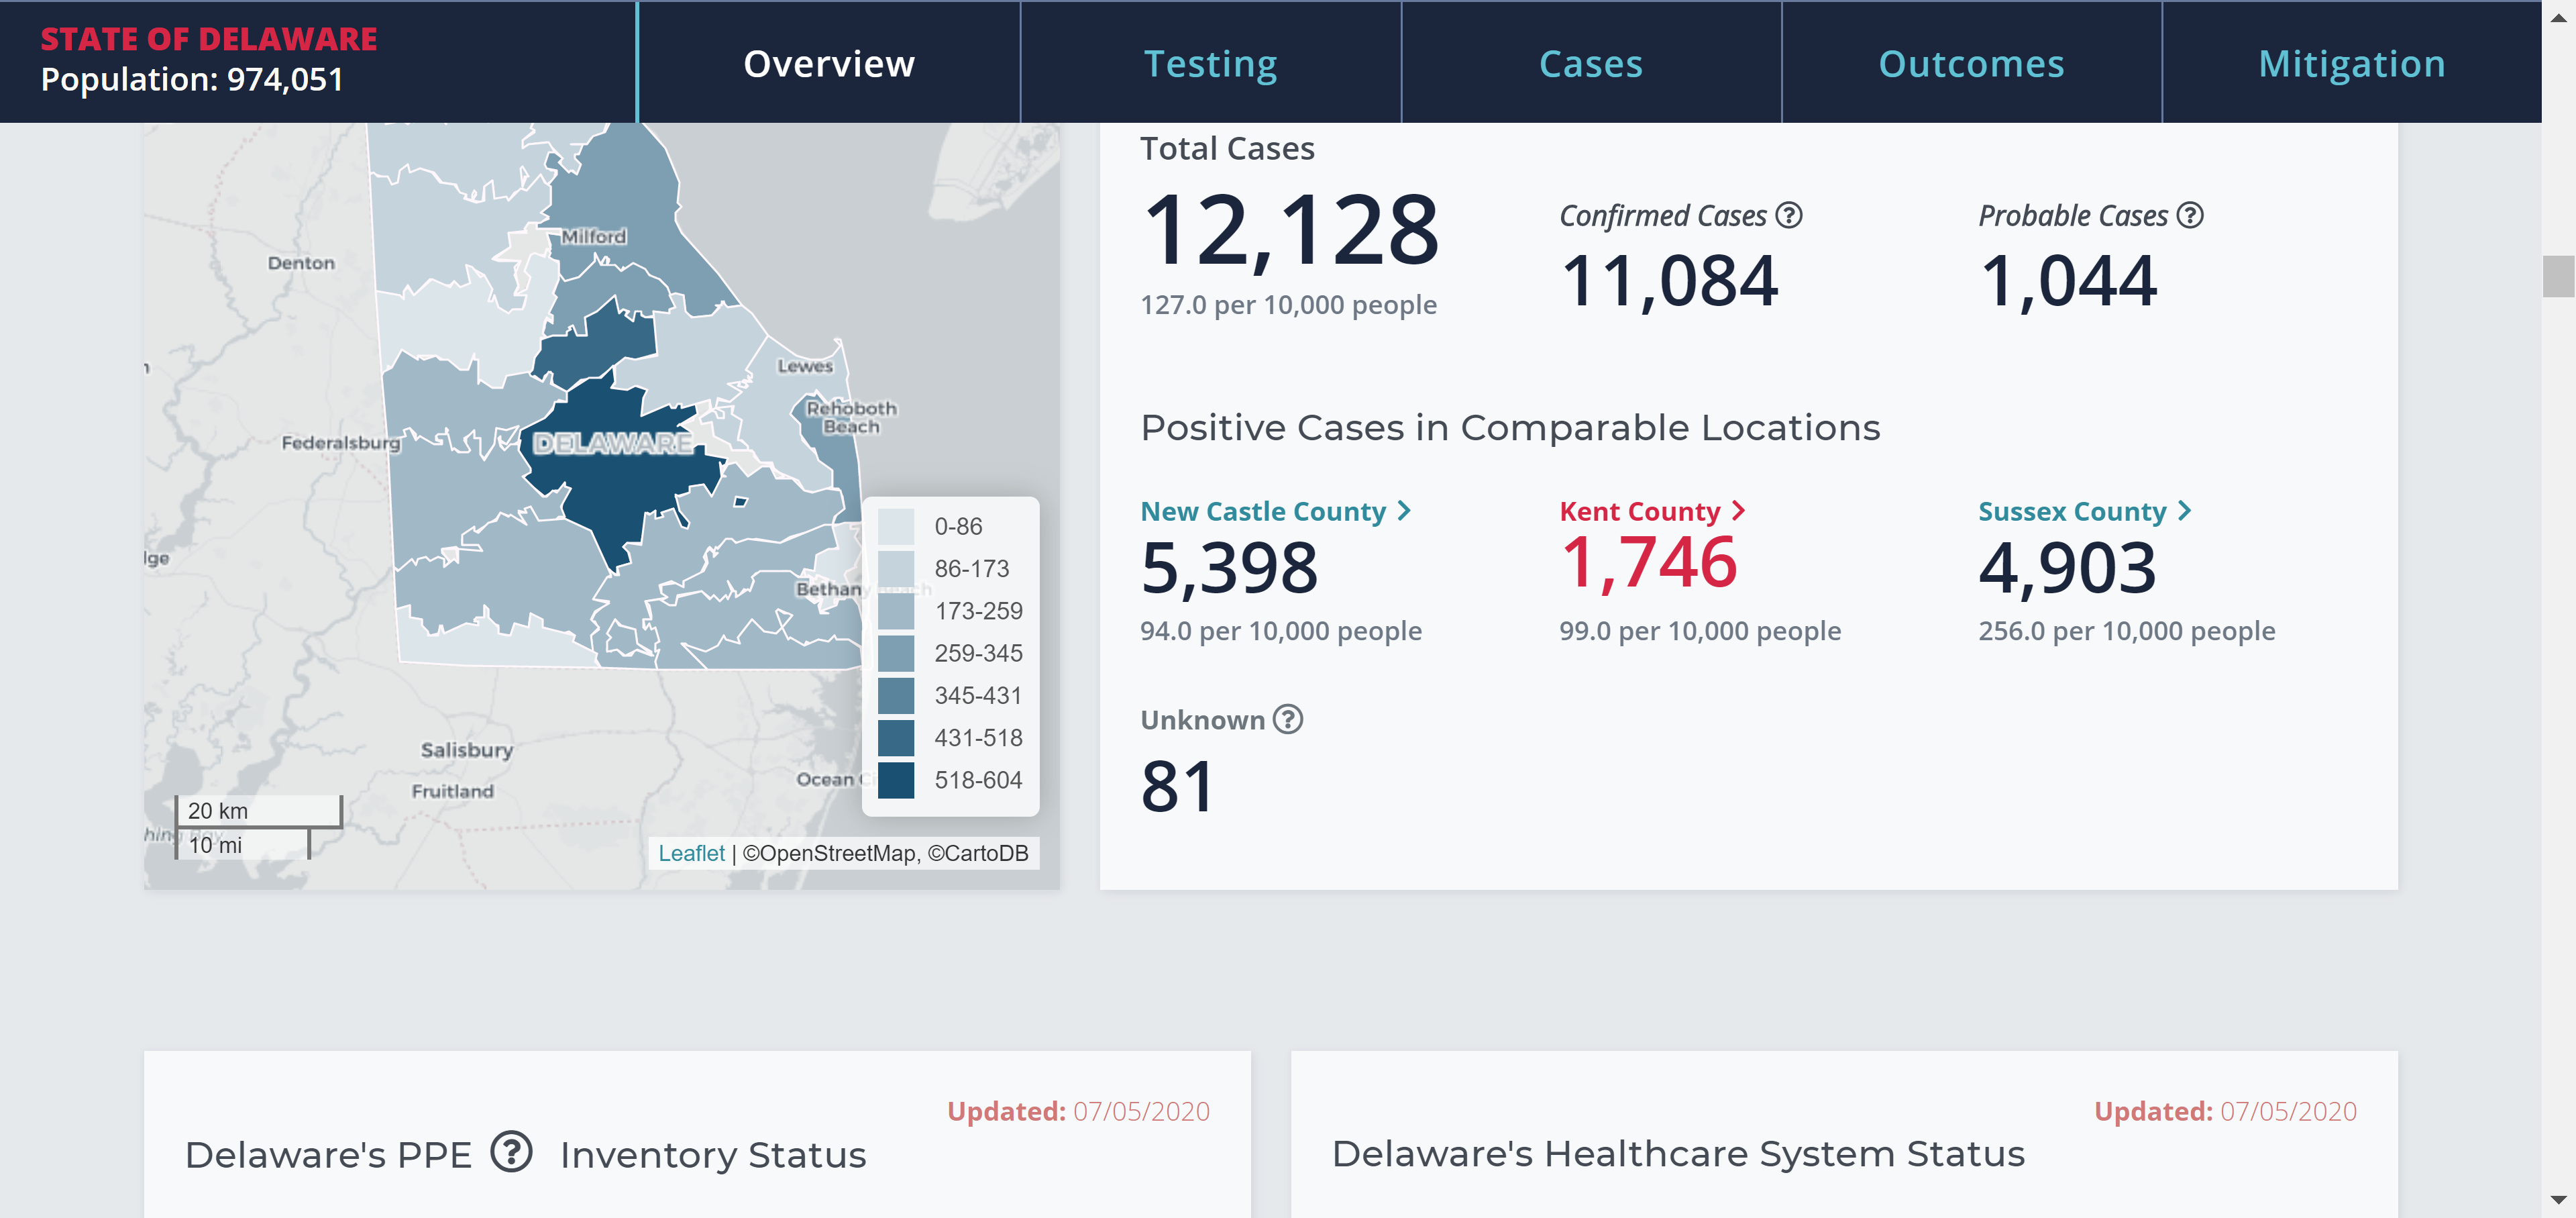 STATE OF DELAWARE
Population: 974,051
Overview
Testing
Cases
Outcomes
Mitigation
Milford
Denton
Lewes
Rehoboth
Beach
DELAWARE
Federalsburg
Salisbury
Fruitland
0-86
86-173
173-259
259-345
345-431
431-518
518-604
20 km
10 mi
Leaflet | ©OpenStreetMap, ©CartoDB
Total Cases
12,128
127.0 per 10,000 people
Confirmed Cases ?
11,084
Probable Cases ?
1,044
Positive Cases in Comparable Locations
New Castle County >
5,398
94.0 per 10,000 people
Kent County >
1,746
99.0 per 10,000 people
Sussex County >
4,903
256.0 per 10,000 people
Unknown ?
81
Updated: 07/05/2020
Delaware's PPE ? Inventory Status
Updated: 07/05/2020
Delaware's Healthcare System Status